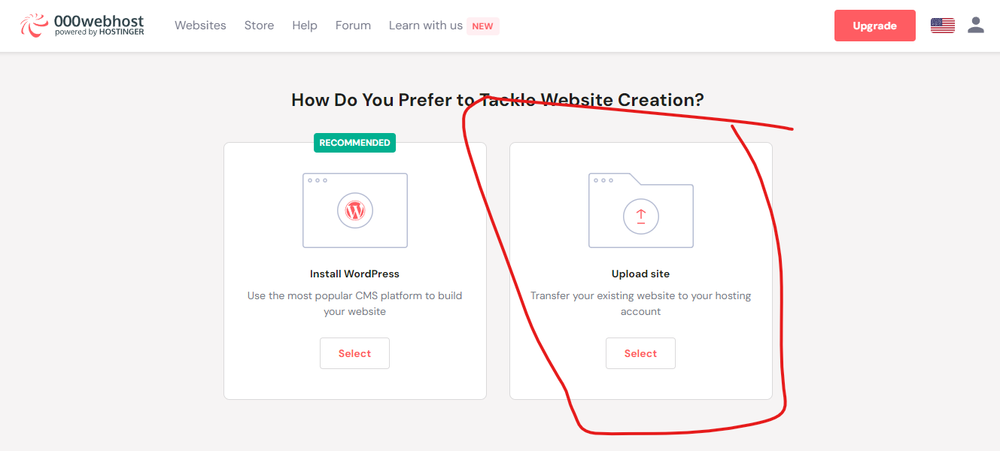 000webhost
powered by HOSTINGER
Websites Store Help Forum Learn with us NEW
Upgrade
How Do You Prefer to Tackle Website Creation?
RECOMMENDED
Install WordPress
Use the most popular CMS platform to build
your website
Select
Upload site
Transfer your existing website to your hosting
account
Select